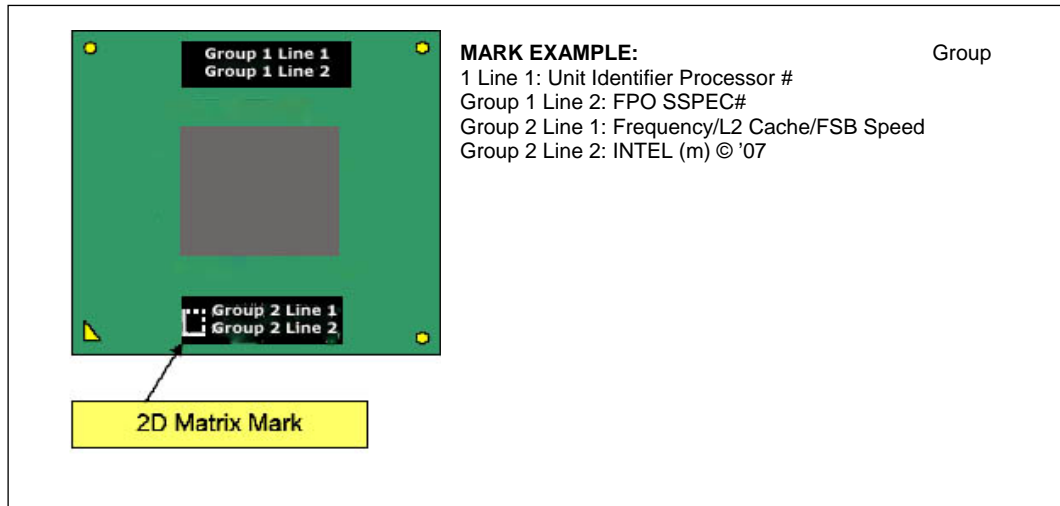 Group 1 Line 1
Group 1 Line 2
MARK EXAMPLE: Group
1 Line 1: Unit Identifier Processor #
Group 1 Line 2: FPO SSPEC#
Group 2 Line 1: Frequency/L2 Cache/FSB Speed
Group 2 Line 2: INTEL (m) © '07
Group 2 Line 1
Group 2 Line 2
2D Matrix Mark